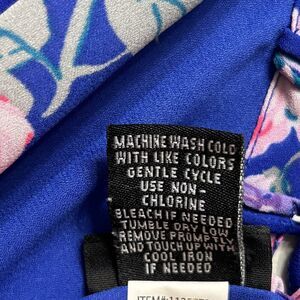 MACHINE WASH COLD
WITH LIKE COLORS
GENTLE CYCLE
USE NON-
CHLORINE
BLEACH IF NEEDED
TUMBLE DRY LOW
REMOVE PROMPTLY
AND TOUCH UP WITH
COOL IRON
IF NEEDED